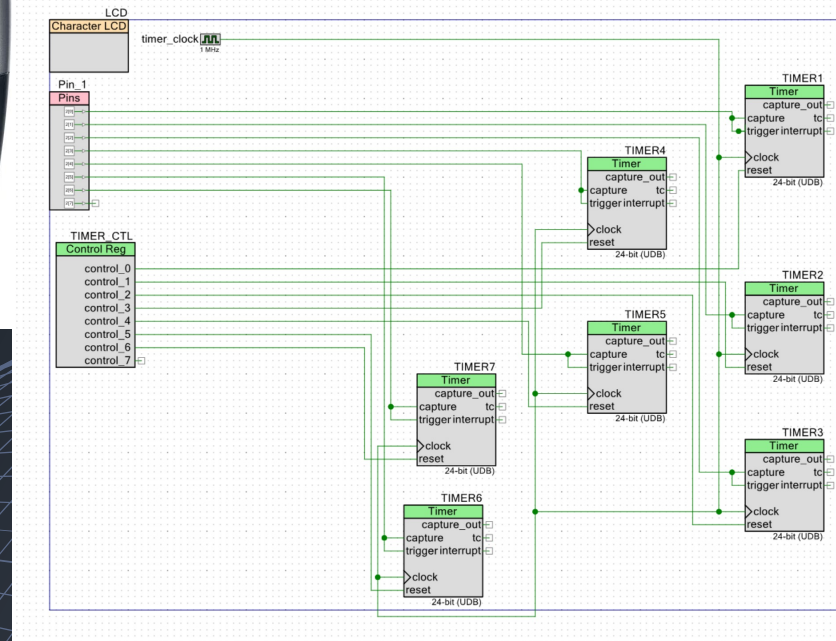 LCD
Character LCD
timer_clock
1 MHz
Pin_1
Pins
TIMER_CTL
Control Reg
control_0
control_1
control_2
control_3
control_4
control_5
control_6
control_7
TIMER1
Timer
capture_out
capture tc
trigger interrupt
clock
reset
24-bit (UDB)
TIMER4
Timer
capture_out
capture tc
trigger interrupt
clock
reset
24-bit (UDB)
TIMER2
Timer
capture_out
capture tc
trigger interrupt
clock
reset
24-bit (UDB)
TIMER5
Timer
capture_out
capture tc
trigger interrupt
clock
reset
24-bit (UDB)
TIMER7
Timer
capture_out
capture tc
trigger interrupt
clock
reset
24-bit (UDB)
TIMER3
Timer
capture_out
capture tc
trigger interrupt
clock
reset
24-bit (UDB)
TIMER6
Timer
capture_out
capture tc
trigger interrupt
clock
reset
24-bit (UDB)